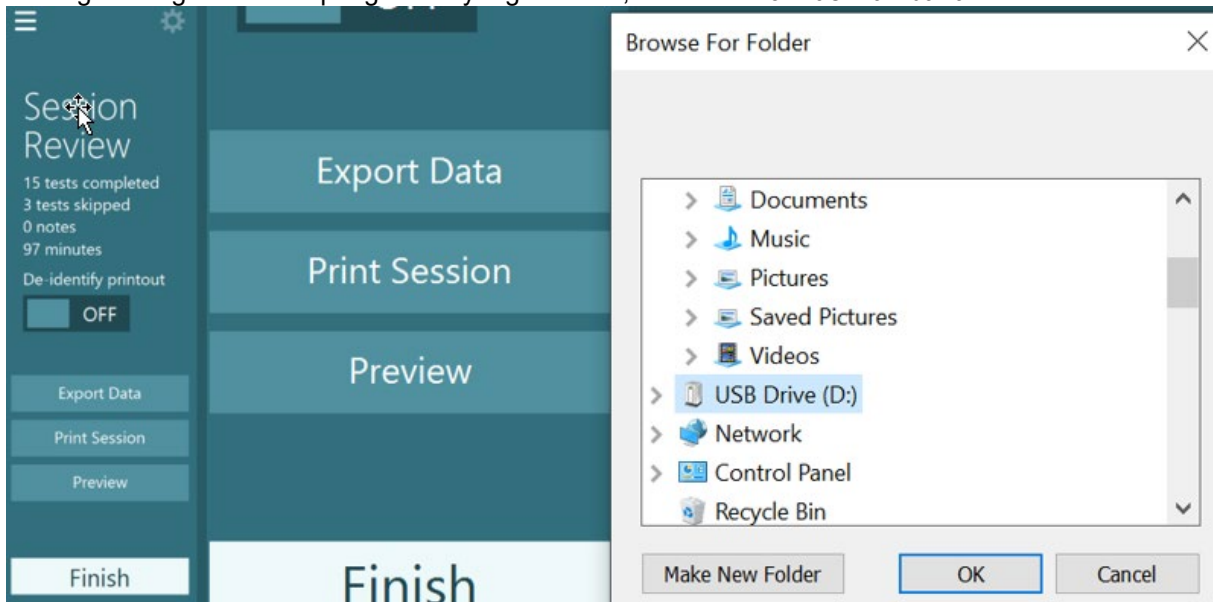 Session
Review
15 tests completed
3 tests skipped
0 notes
97 minutes
De-identify printout
OFF
Export Data
Print Session
Preview
Finish
Export Data
Print Session
Preview
Finish
Browse For Folder
Documents
Music
Pictures
Saved Pictures
Videos
USB Drive (D:)
Network
Control Panel
Recycle Bin
Make New Folder
OK
Cancel